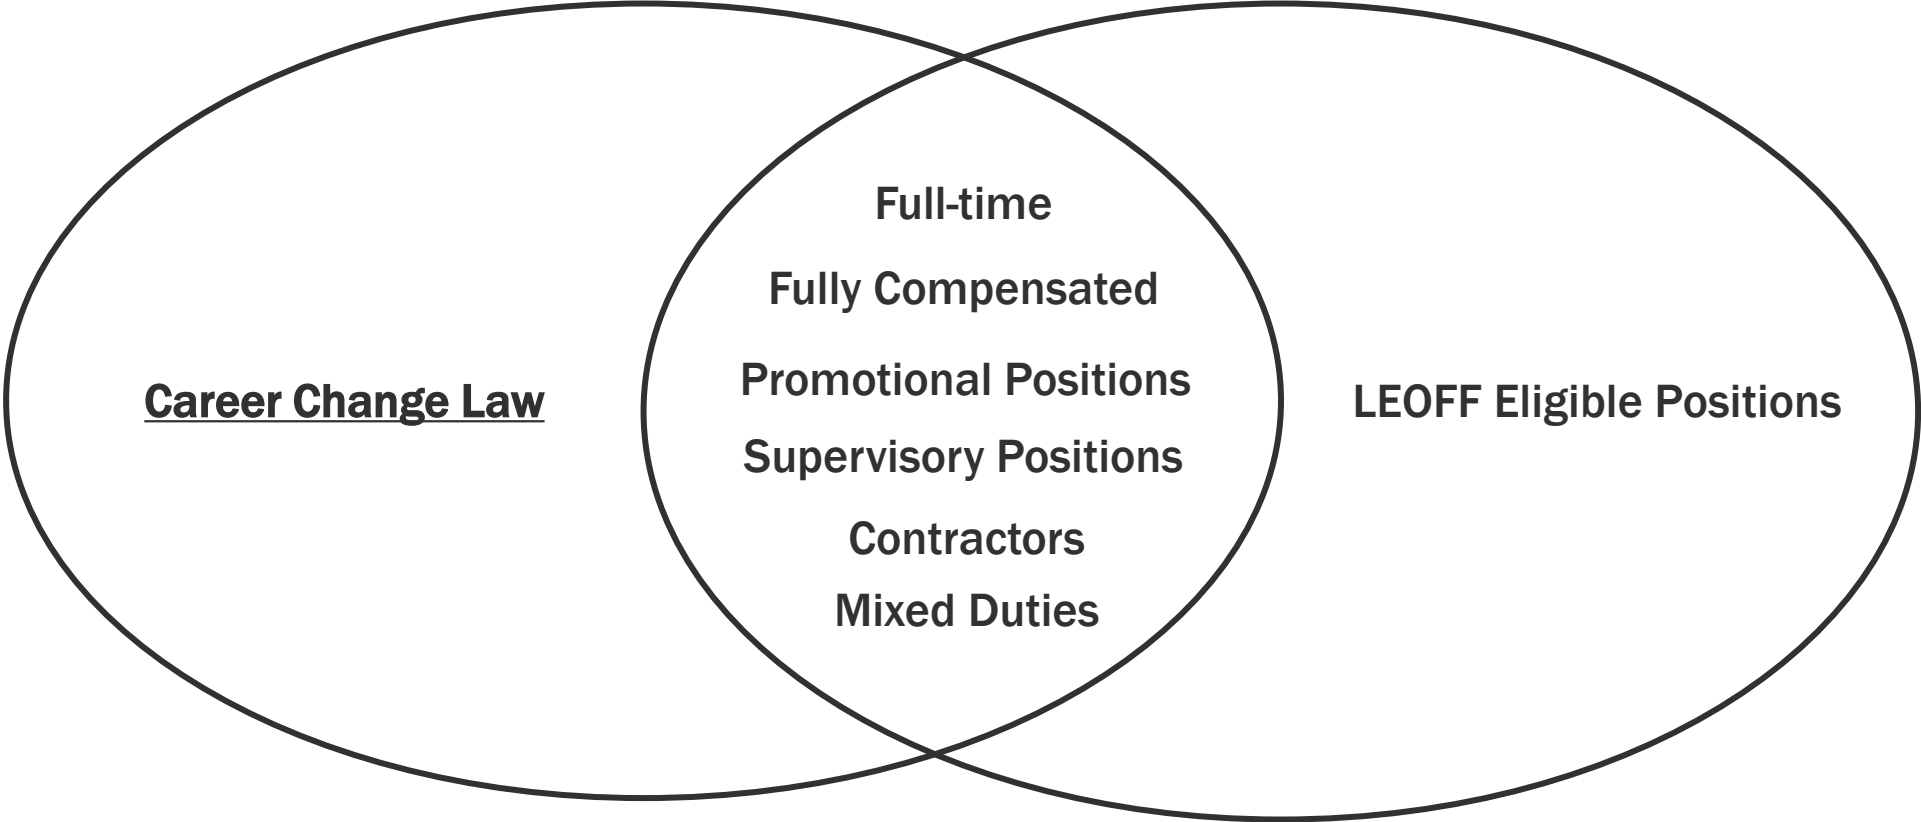 Full-time
Fully Compensated
Promotional Positions
Career Change Law
LEOFF Eligible Positions
Supervisory Positions
Contractors
Mixed Duties